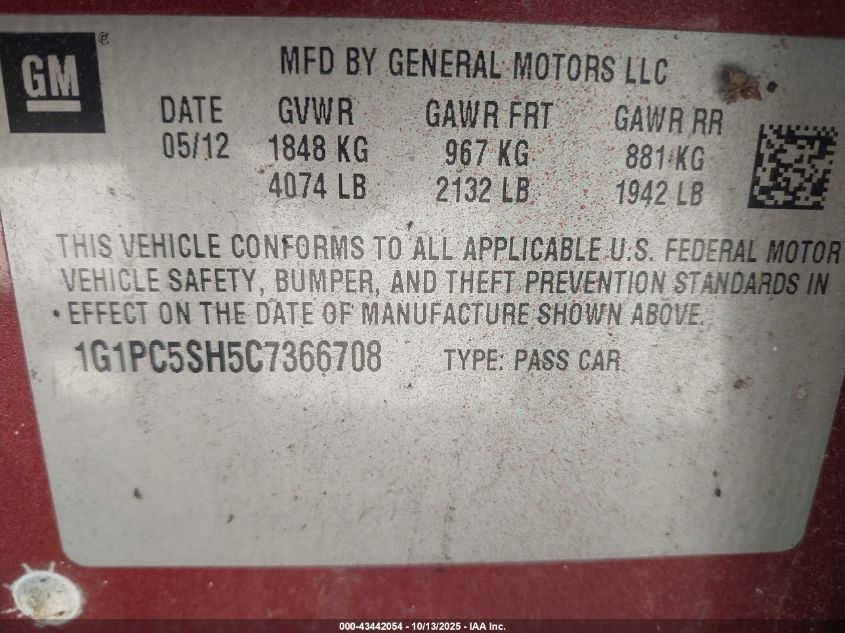 GM ®
MFD BY GENERAL MOTORS LLC
DATE GVWR GAWR FRT GAWR RR
05/12 1848 KG 967 KG 881 KG
4074 LB 2132 LB 1942 LB
THIS VEHICLE CONFORMS TO ALL APPLICABLE U.S. FEDERAL MOTOR
VEHICLE SAFETY, BUMPER, AND THEFT PREVENTION STANDARDS IN
EFFECT ON THE DATE OF MANUFACTURE SHOWN ABOVE.
1G1PC5SH5C7366708 TYPE: PASS CAR
000-43442054 - 10/13/2025 - IAA Inc.